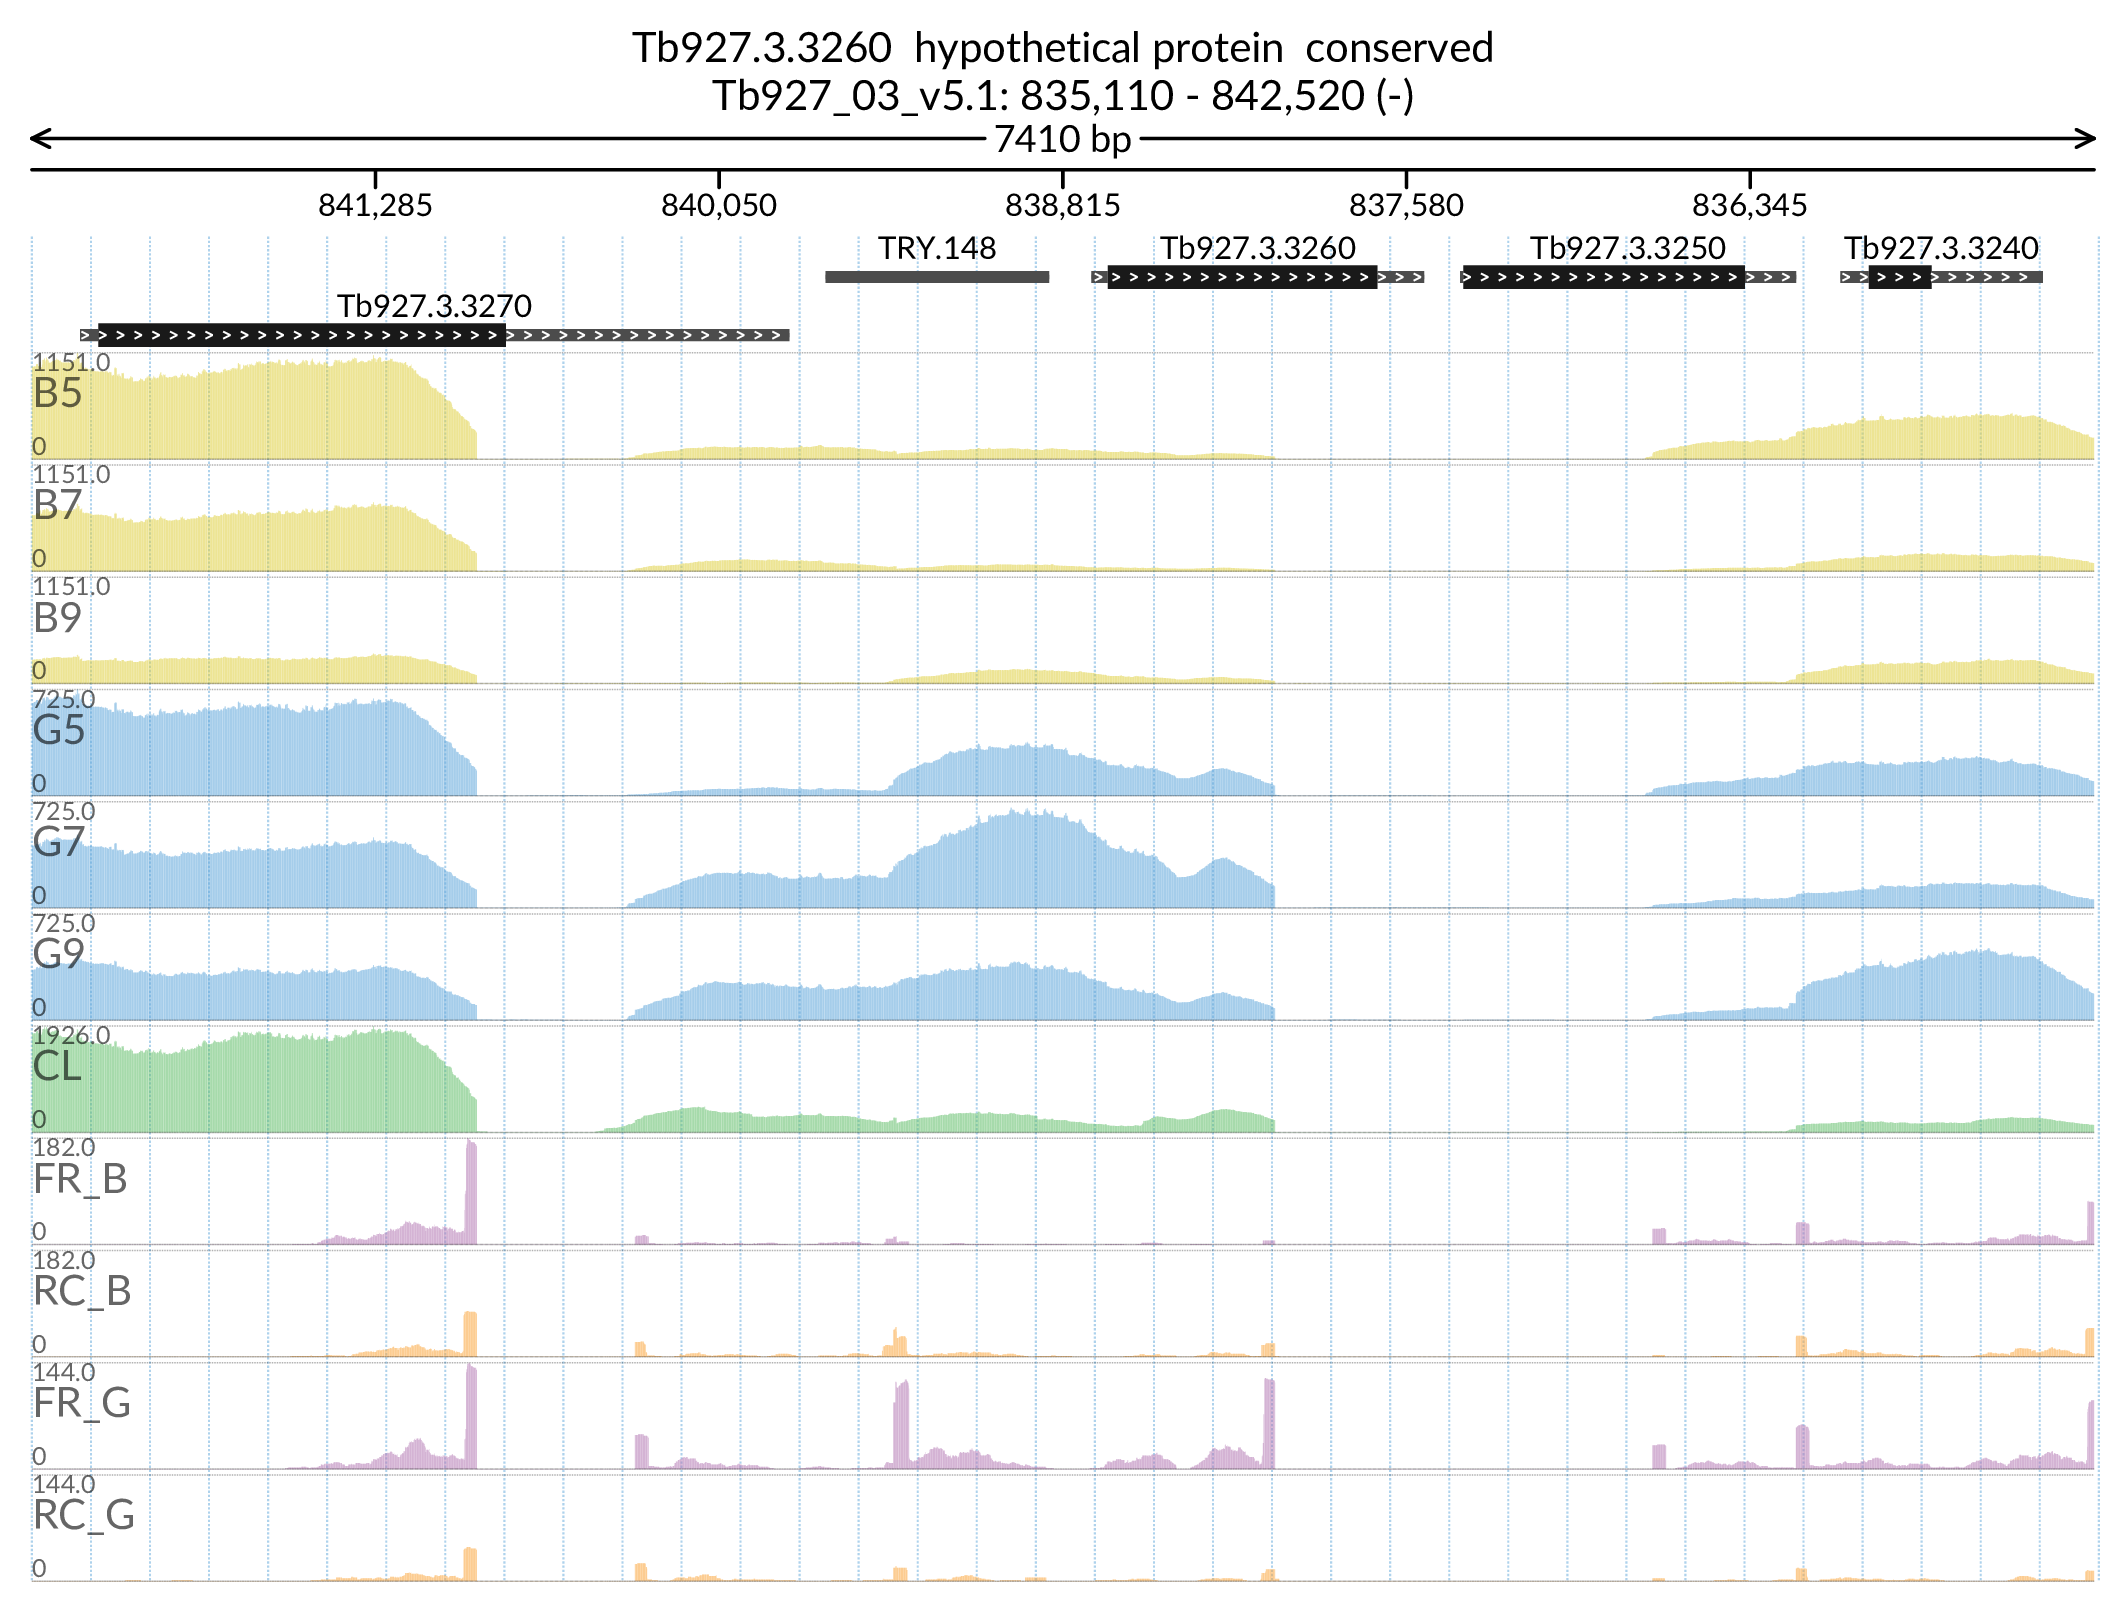 Tb927.3.3260  hypothetical protein  conserved
Tb927_03_v5.1: 835,110 - 842,520 (-)
7410 bp
841,285 840,050 838,815 837,580 836,345
TRY.148 Tb927.3.3260 Tb927.3.3250 Tb927.3.3240
Tb927.3.3270
1151.0
B5
0
1151.0
B7
0
1151.0
B9
0
725.0
G5
0
725.0
G7
0
725.0
G9
0
1926.0
CL
0
182.0
FR_B
0
182.0
RC_B
0
144.0
FR_G
0
144.0
RC_G
0